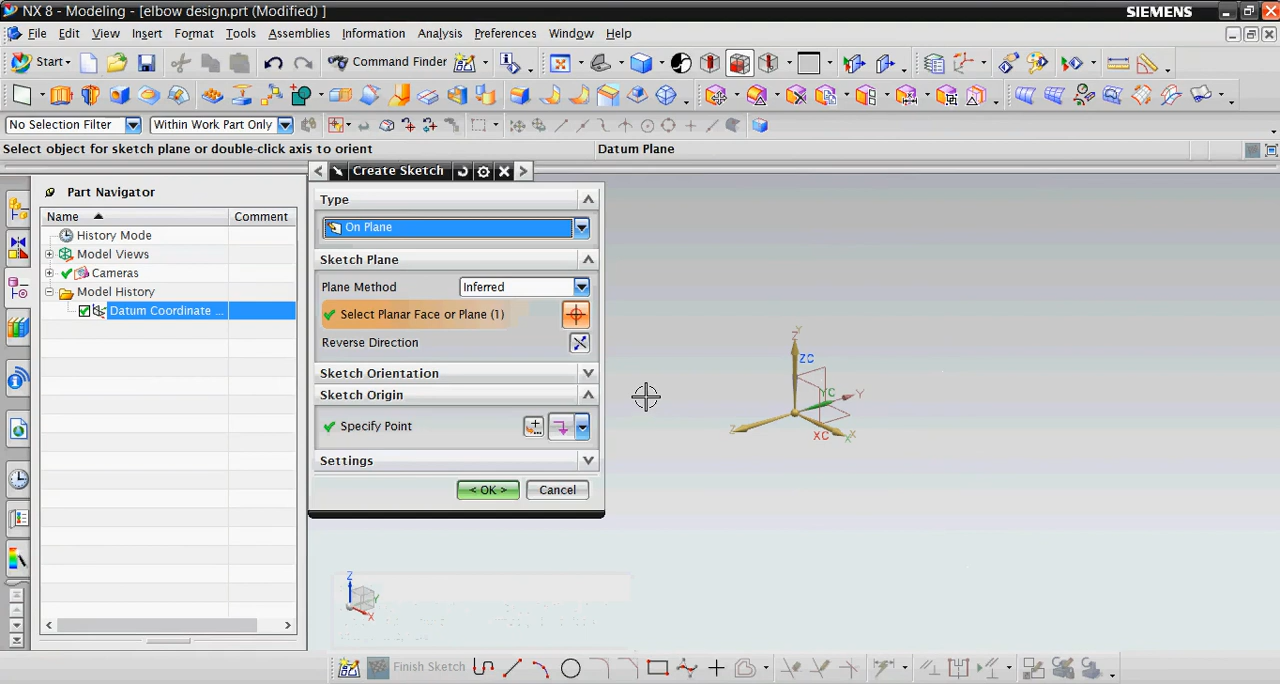 NX 8 - Modeling - [elbow design.prt (Modified) ]
SIEMENS
File Edit View Insert Format Tools Assemblies Information Analysis Preferences Window Help
Start
Command Finder
No Selection Filter
Within Work Part Only
Select object for sketch plane or double-click axis to orient
Datum Plane
Part Navigator
Name
Comment
History Mode
Model Views
Cameras
Model History
Datum Coordinate ...
Create Sketch
Type
On Plane
Sketch Plane
Plane Method
Inferred
Select Planar Face or Plane (1)
Reverse Direction
Sketch Orientation
Sketch Origin
Specify Point
Settings
< OK >
Cancel
ZC
YC
Y
Z
XC
X
Z
Y
X
Finish Sketch